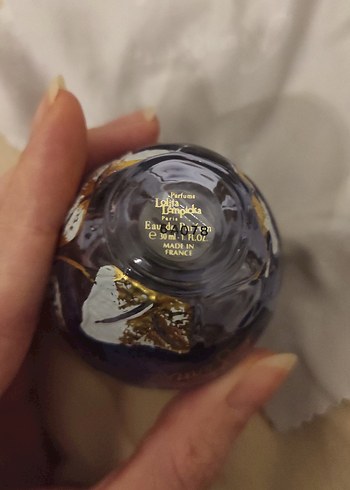 Parfums
Lolita
Lempicka
Paris
Eau de Parfum
℮ 30 ml - 1 FL.OZ.
MADE IN
FRANCE